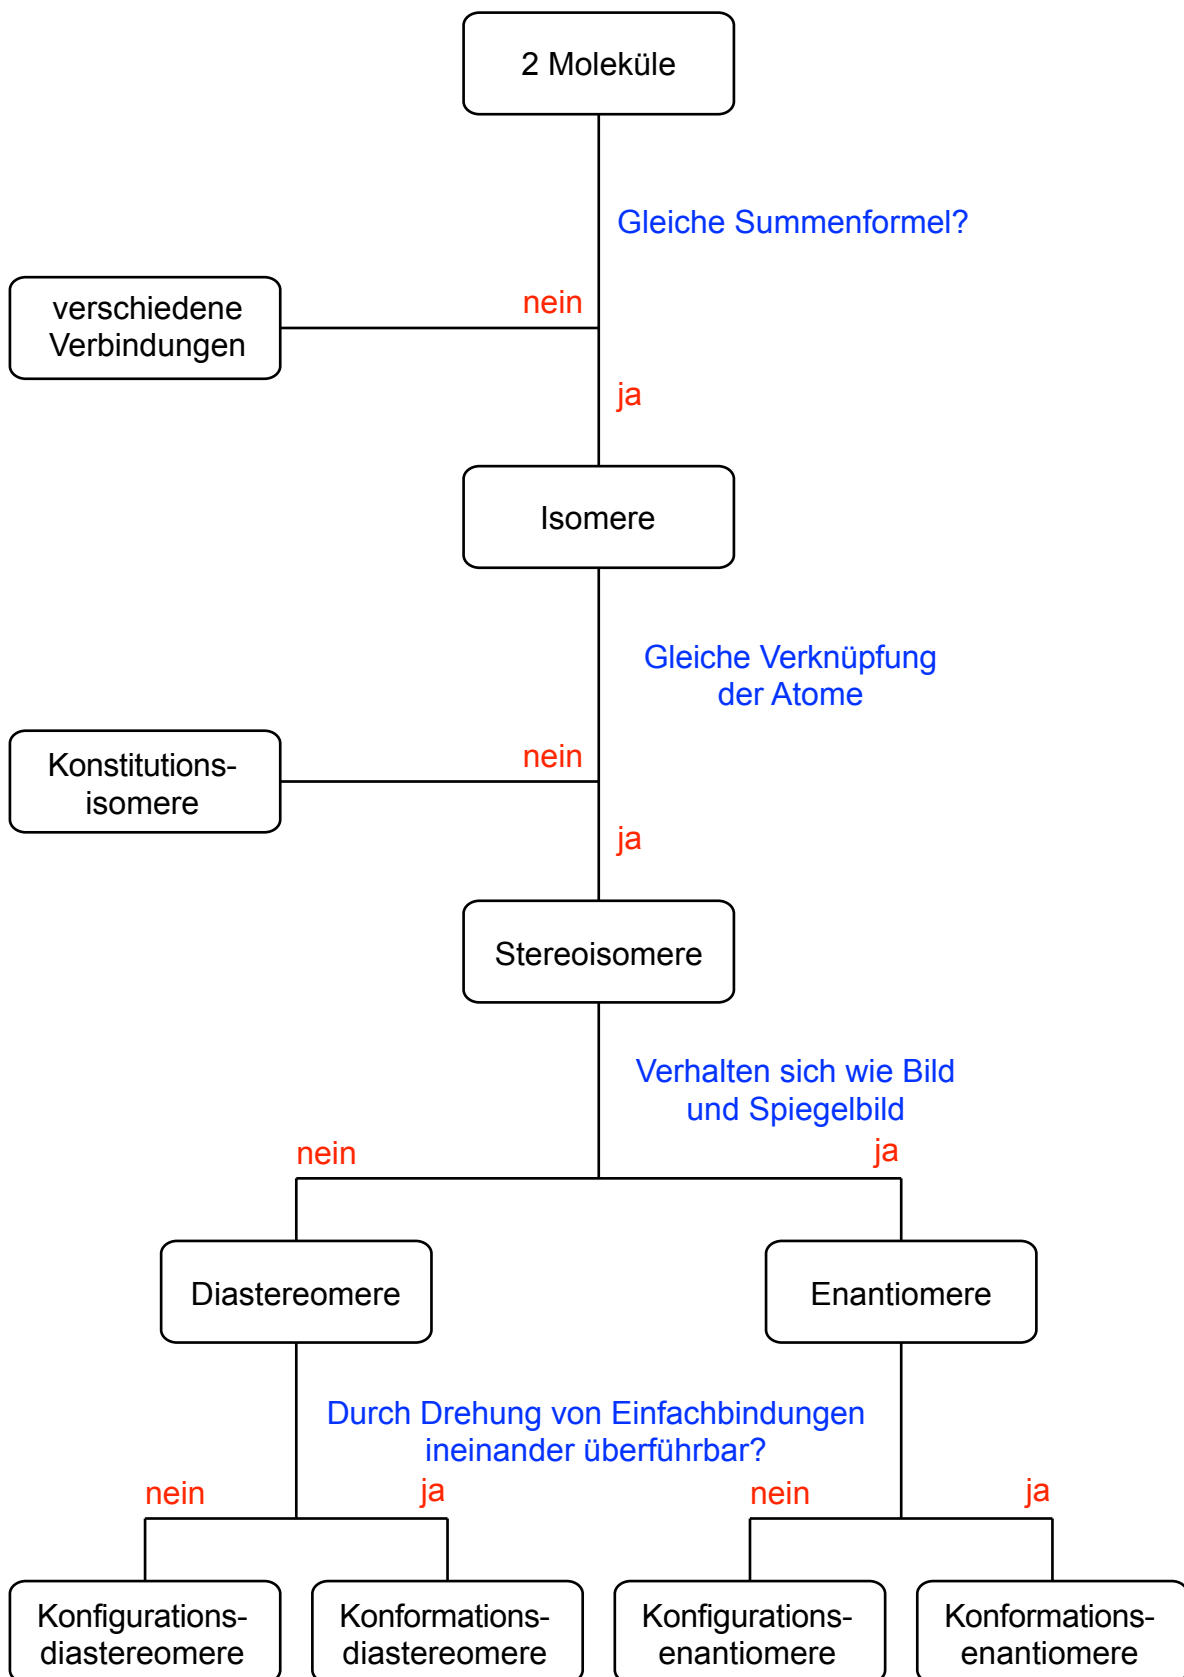 2 Moleküle
Gleiche Summenformel?
nein
verschiedene
Verbindungen
ja
Isomere
Gleiche Verknüpfung
der Atome
nein
Konstitutions-
isomere
ja
Stereoisomere
Verhalten sich wie Bild
und Spiegelbild
nein
ja
Diastereomere
Enantiomere
Durch Drehung von Einfachbindungen
ineinander überführbar?
nein
ja
nein
ja
Konfigurations-
diastereomere
Konformations-
diastereomere
Konfigurations-
enantiomere
Konformations-
enantiomere